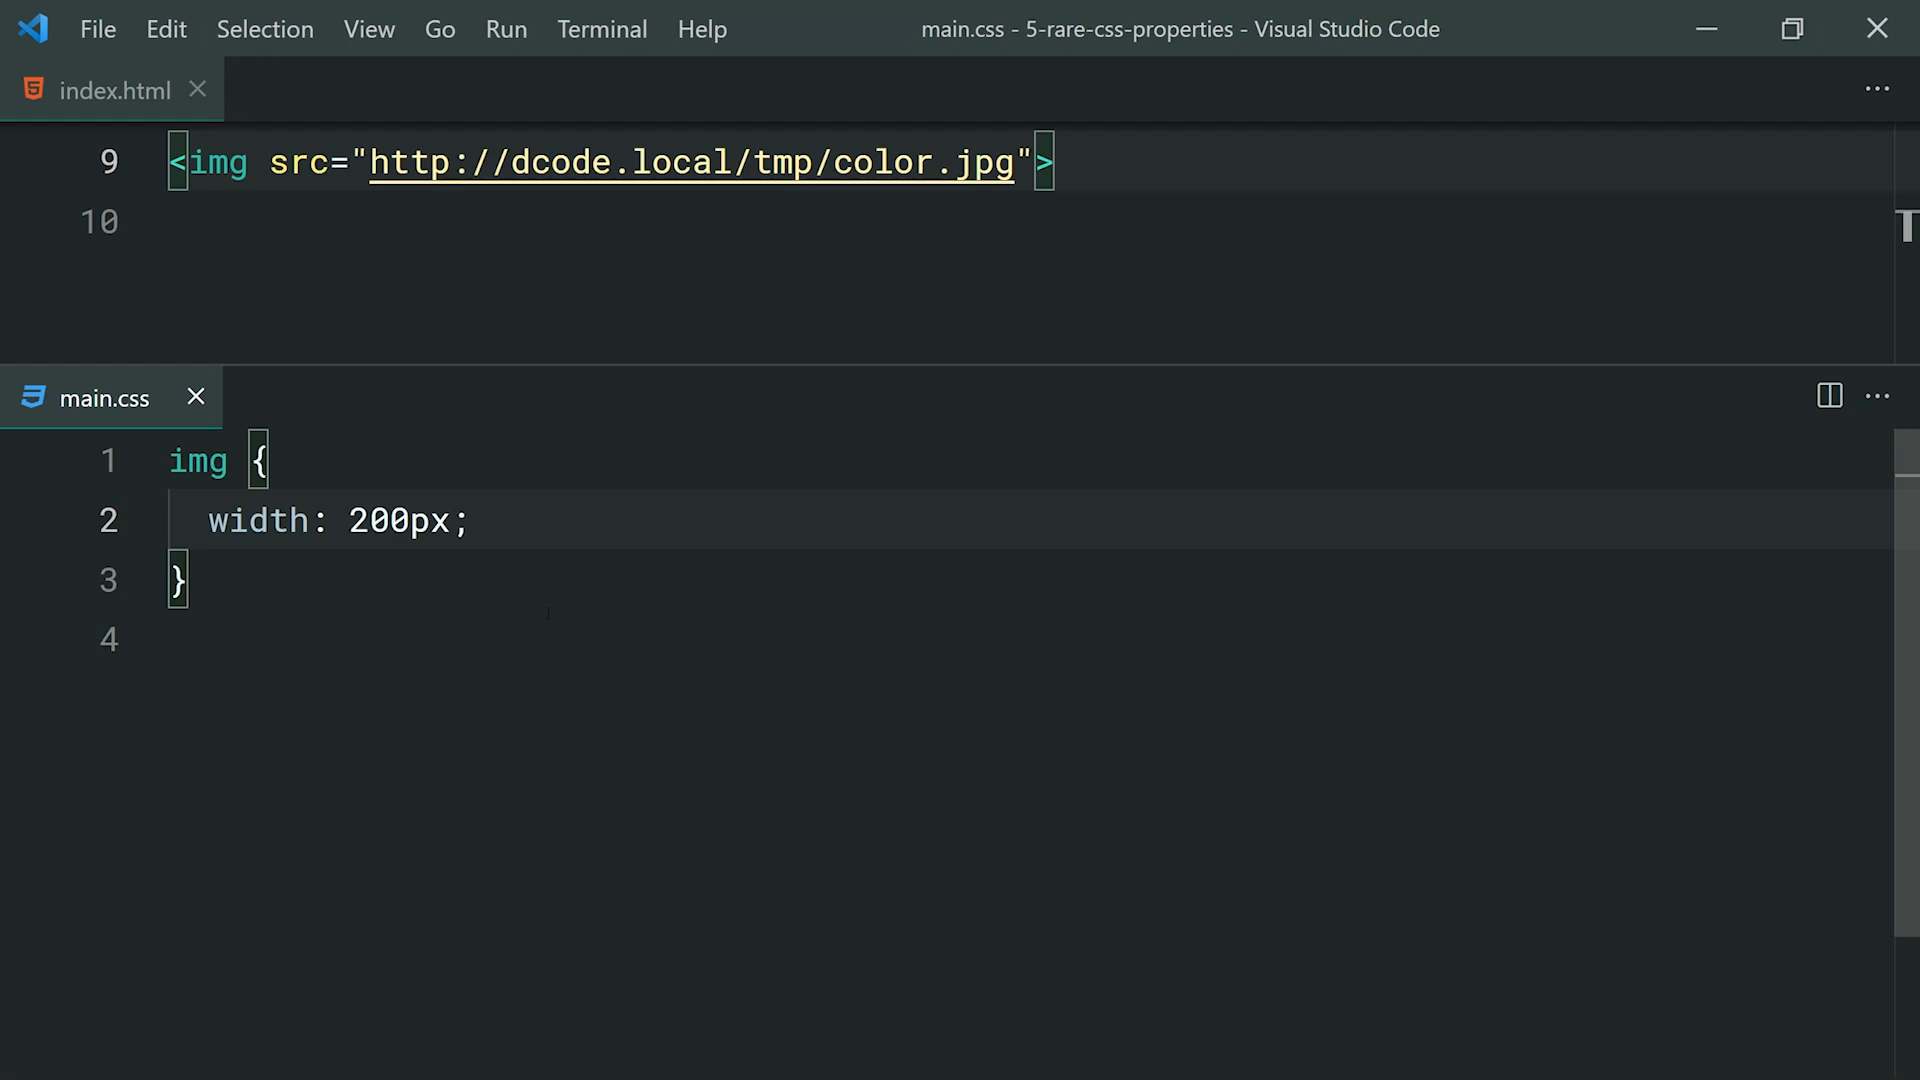 File Edit Selection View Go Run Terminal Help main.css - 5-rare-css-properties - Visual Studio Code
index.html
9 <img src="http://dcode.local/tmp/color.jpg">
10
main.css
1 img {
2 width: 200px;
3 }
4